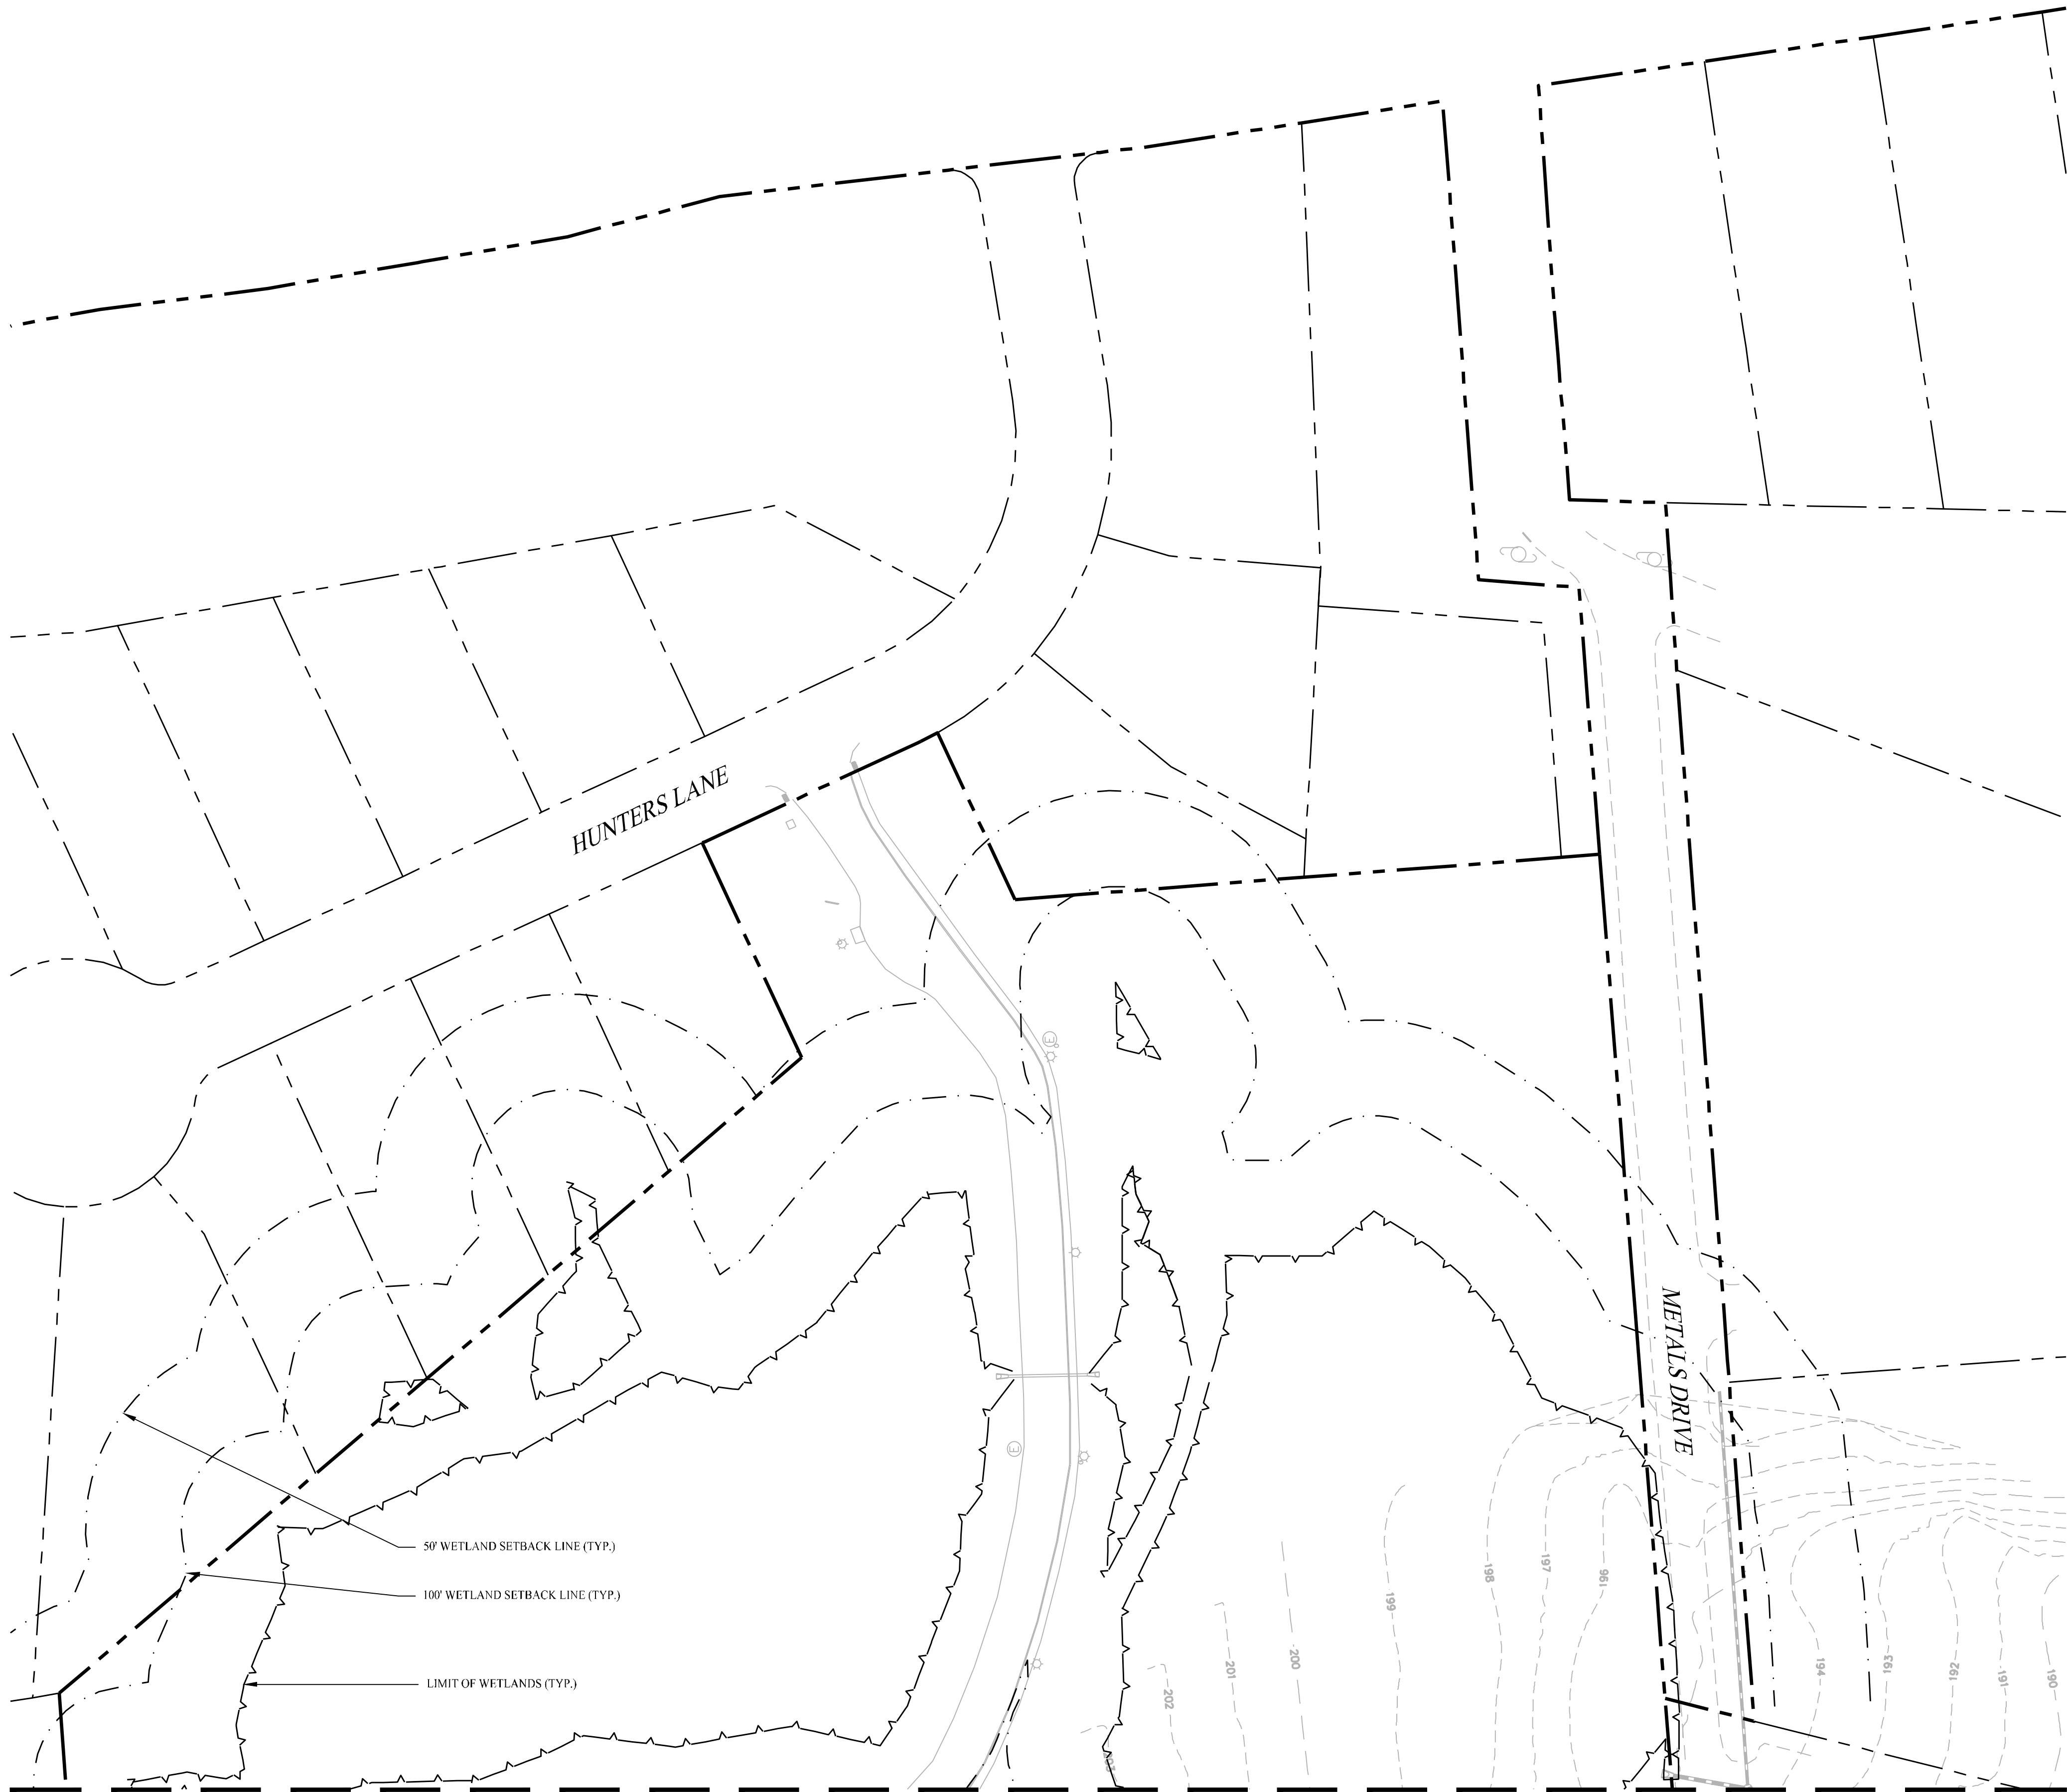 HUNTERS LANE
METALS DRIVE
50' WETLAND SETBACK LINE (TYP.)
100' WETLAND SETBACK LINE (TYP.)
LIMIT OF WETLANDS (TYP.)
E
E
203
202
201
200
199
198
197
196
194
193
192
191
190